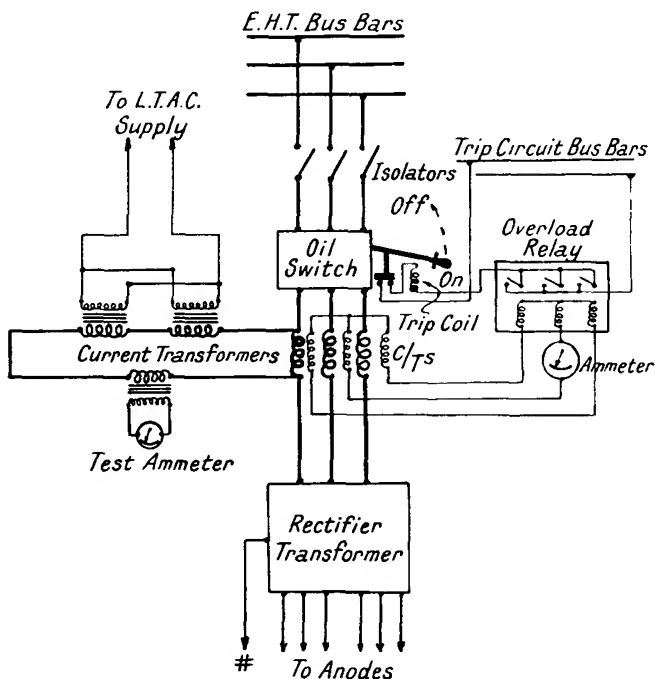 E.H.T. Bus Bars
To L.T.A.C.
Supply
Trip Circuit Bus Bars
Isolators
Off
Overload
Relay
Oil
Switch
On
Trip Coil
Current Transformers
C/Ts
Ammeter
Test Ammeter
Rectifier
Transformer
#
To Anodes